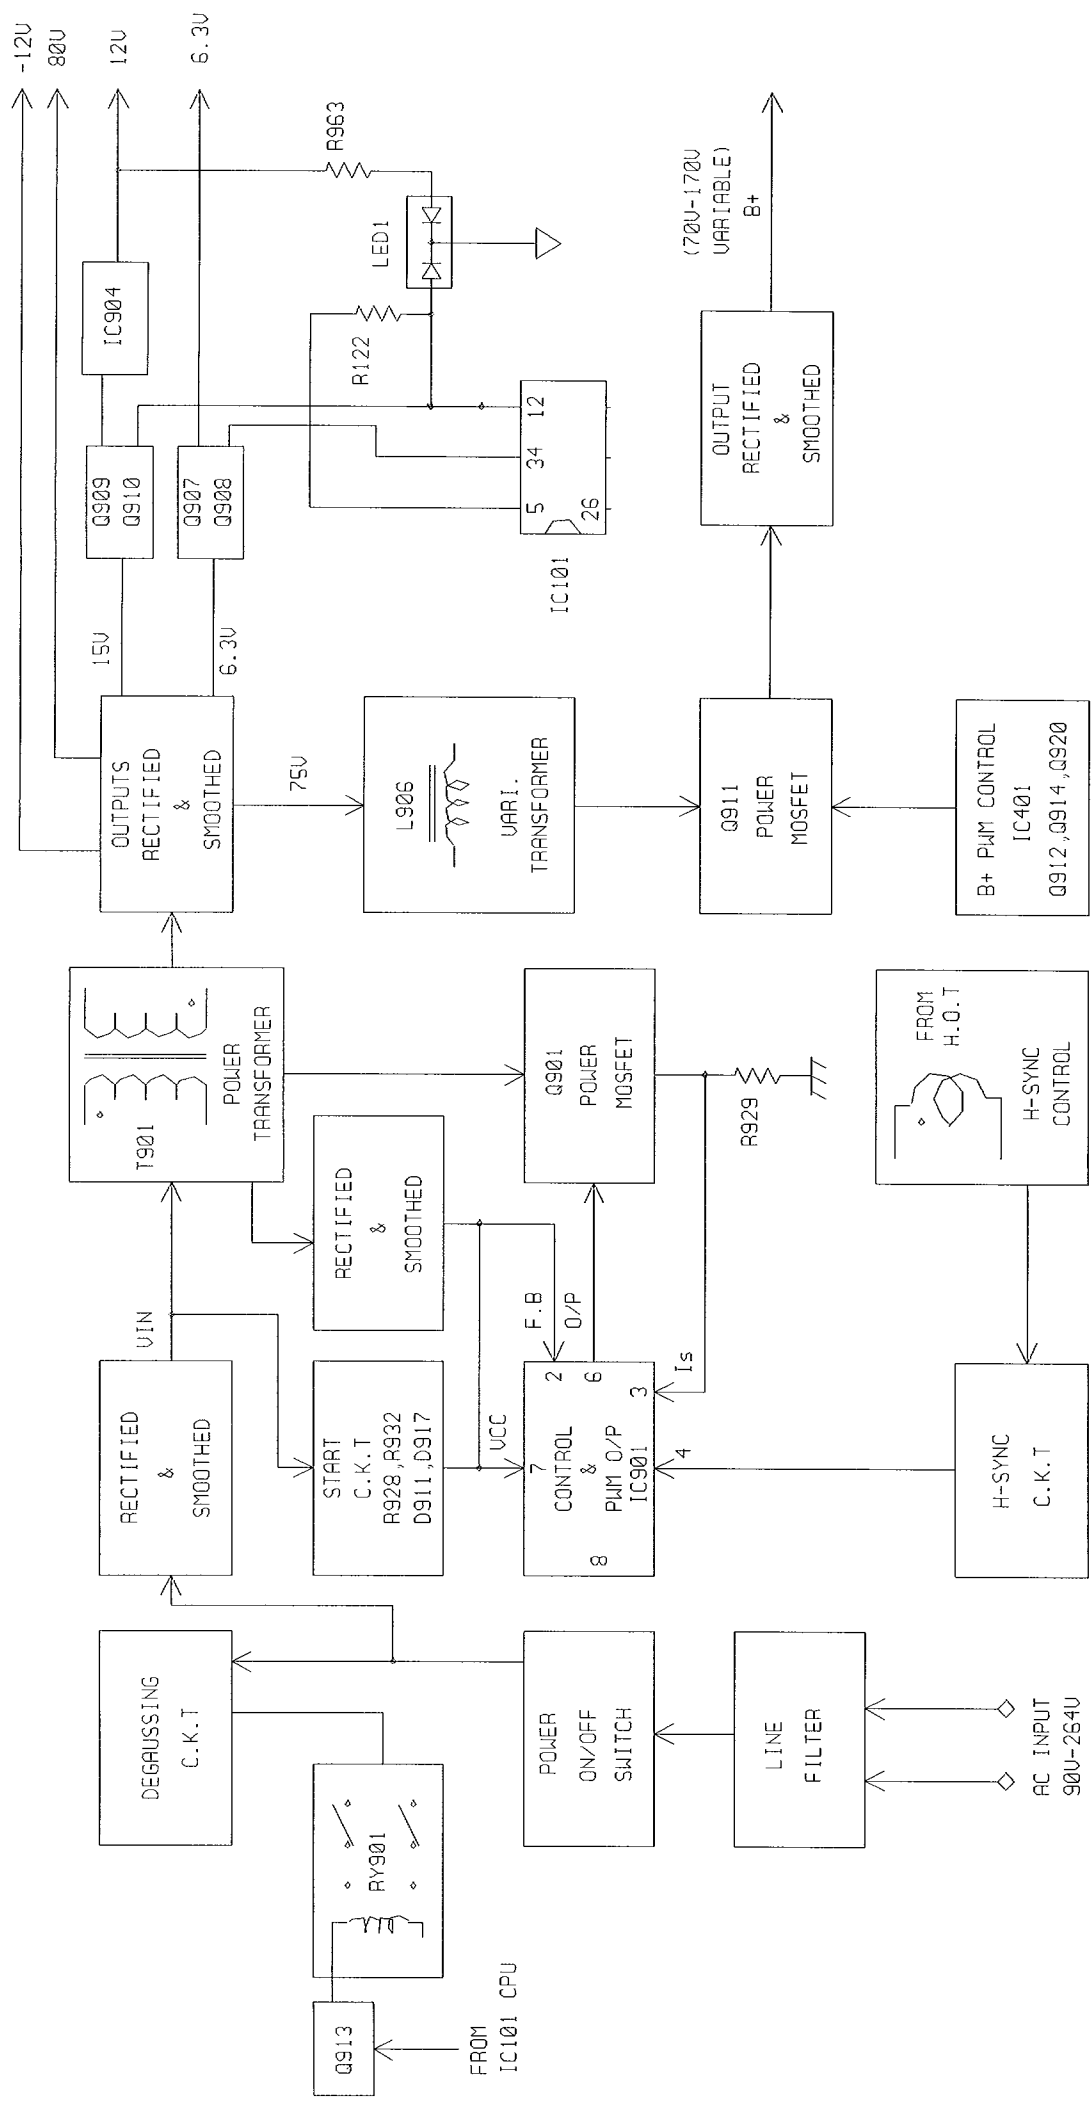 -12V
80V
12V
6.3V
IC904
R963
LED1
R122
Q909
Q910
Q907
Q908
15V
6.3V
5
34
12
26
IC101
(70V-170V
VARIABLE)
B+
OUTPUT
RECTIFIED
&
SMOOTHED
OUTPUTS
RECTIFIED
&
SMOOTHED
75V
L906
VARI.
TRANSFORMER
Q911
POWER
MOSFET
B+ PWM CONTROL
IC401
Q912,Q914,Q920
T901
POWER
TRANSFORMER
Q901
POWER
MOSFET
R929
FROM
H.O.T
H-SYNC
CONTROL
VIN
RECTIFIED
&
SMOOTHED
RECTIFIED
&
SMOOTHED
START
C.K.T
R928,R932
D911,D917
VCC
F.B
O/P
Is
7
2
6
3
4
8
CONTROL
&
PWM O/P
IC901
H-SYNC
C.K.T
DEGAUSSING
C.K.T
RY901
Q913
FROM
IC101 CPU
POWER
ON/OFF
SWITCH
LINE
FILTER
AC INPUT
90V-264V